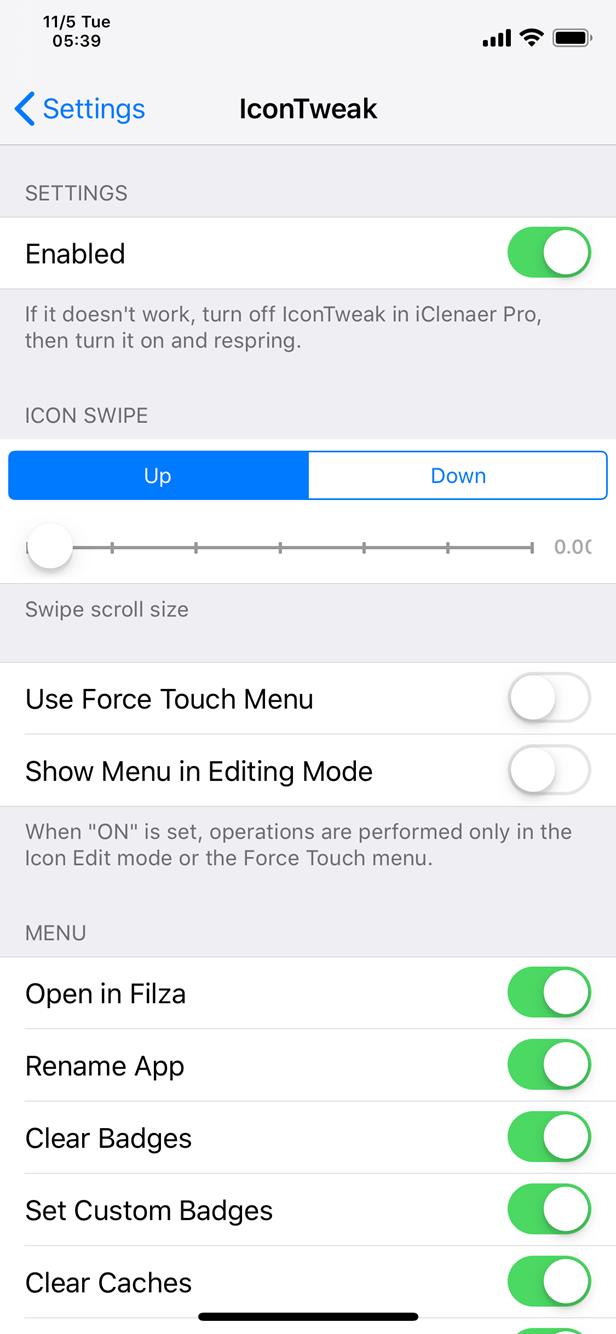 11/5 Tue
05:39
Settings
IconTweak
SETTINGS
Enabled
If it doesn't work, turn off IconTweak in iClenaer Pro,
then turn it on and respring.
ICON SWIPE
Up Down
0.00
Swipe scroll size
Use Force Touch Menu
Show Menu in Editing Mode
When "ON" is set, operations are performed only in the
Icon Edit mode or the Force Touch menu.
MENU
Open in Filza
Rename App
Clear Badges
Set Custom Badges
Clear Caches